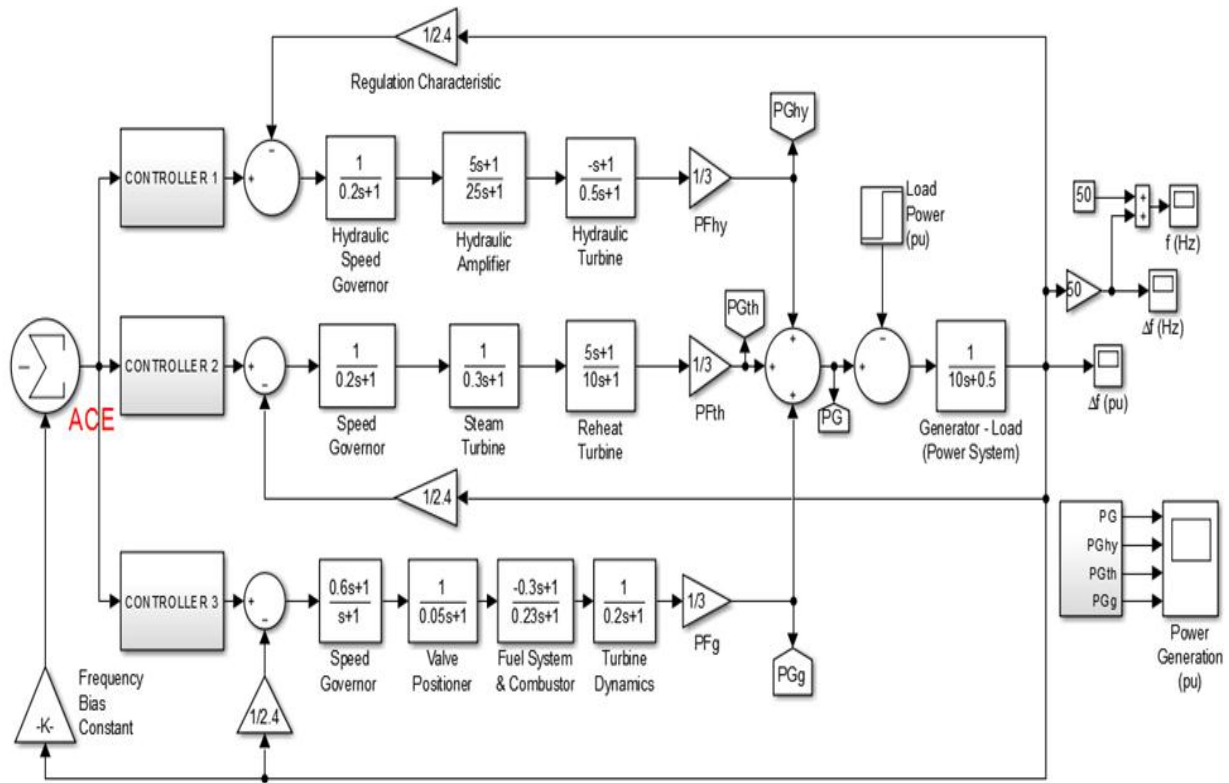 1/2.4
Regulation Characteristic
PGhy
CONTROLLER 1
-
+
1
0.2s+1
Hydraulic
Speed
Governor
5s+1
25s+1
Hydraulic
Amplifier
-s+1
0.5s+1
Hydraulic
Turbine
1/3
PFhy
Load
Power
(pu)
50
+
+
f (Hz)
50
Δf (Hz)
Δf (pu)
-
ACE
CONTROLLER 2
+
-
1
0.2s+1
Speed
Governor
1
0.3s+1
Steam
Turbine
5s+1
10s+1
Reheat
Turbine
1/3
PFth
PGth
+
+
+
PG
-
+
1
10s+0.5
Generator - Load
(Power System)
1/2.4
CONTROLLER 3
+
-
0.6s+1
s+1
Speed
Governor
1
0.05s+1
Valve
Positioner
-0.3s+1
0.23s+1
Fuel System
& Combustor
1
0.2s+1
Turbine
Dynamics
1/3
PFg
PGg
PG
PGhy
PGth
PGg
Power
Generation
(pu)
Frequency
Bias
Constant
-K-
1/2.4